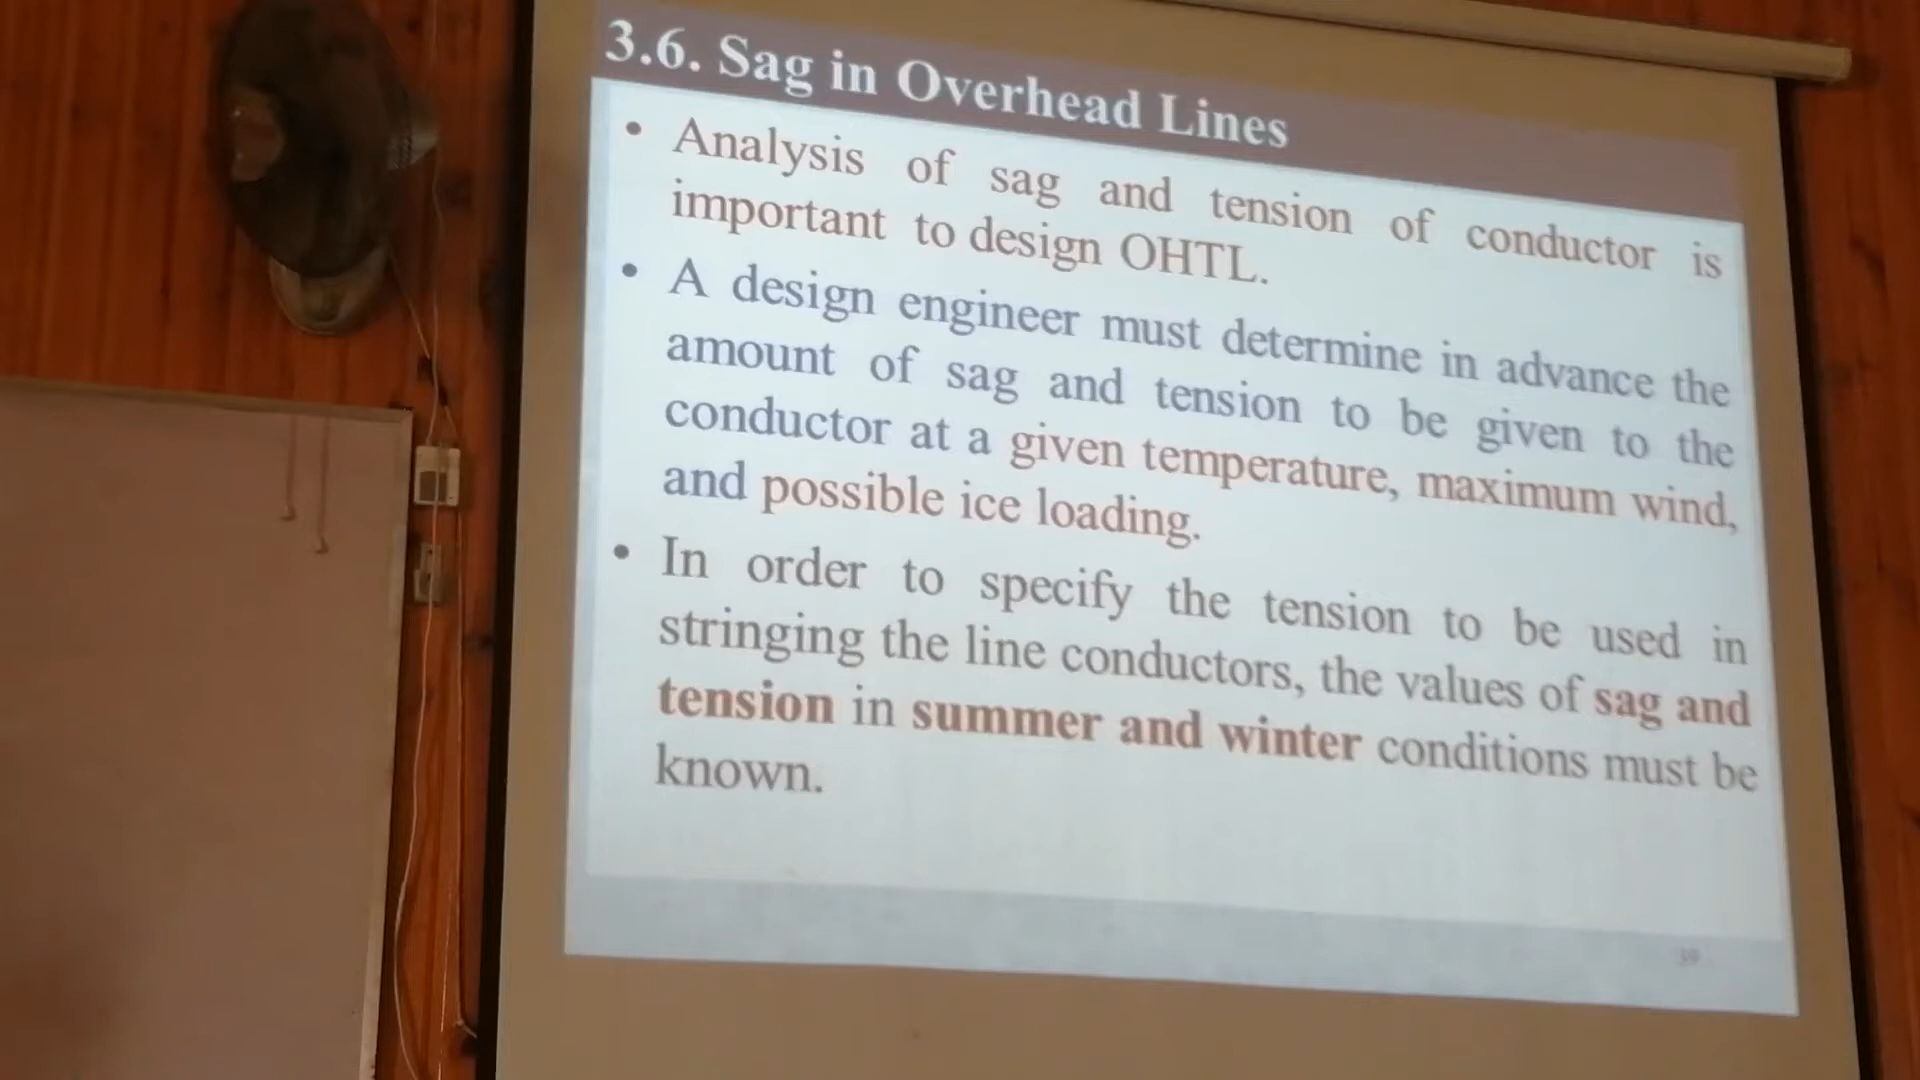 3.6. Sag in Overhead Lines
• Analysis of sag and tension of conductor is
important to design OHTL.
• A design engineer must determine in advance the
amount of sag and tension to be given to the
conductor at a given temperature, maximum wind,
and possible ice loading.
• In order to specify the tension to be used in
stringing the line conductors, the values of sag and
tension in summer and winter conditions must be
known.